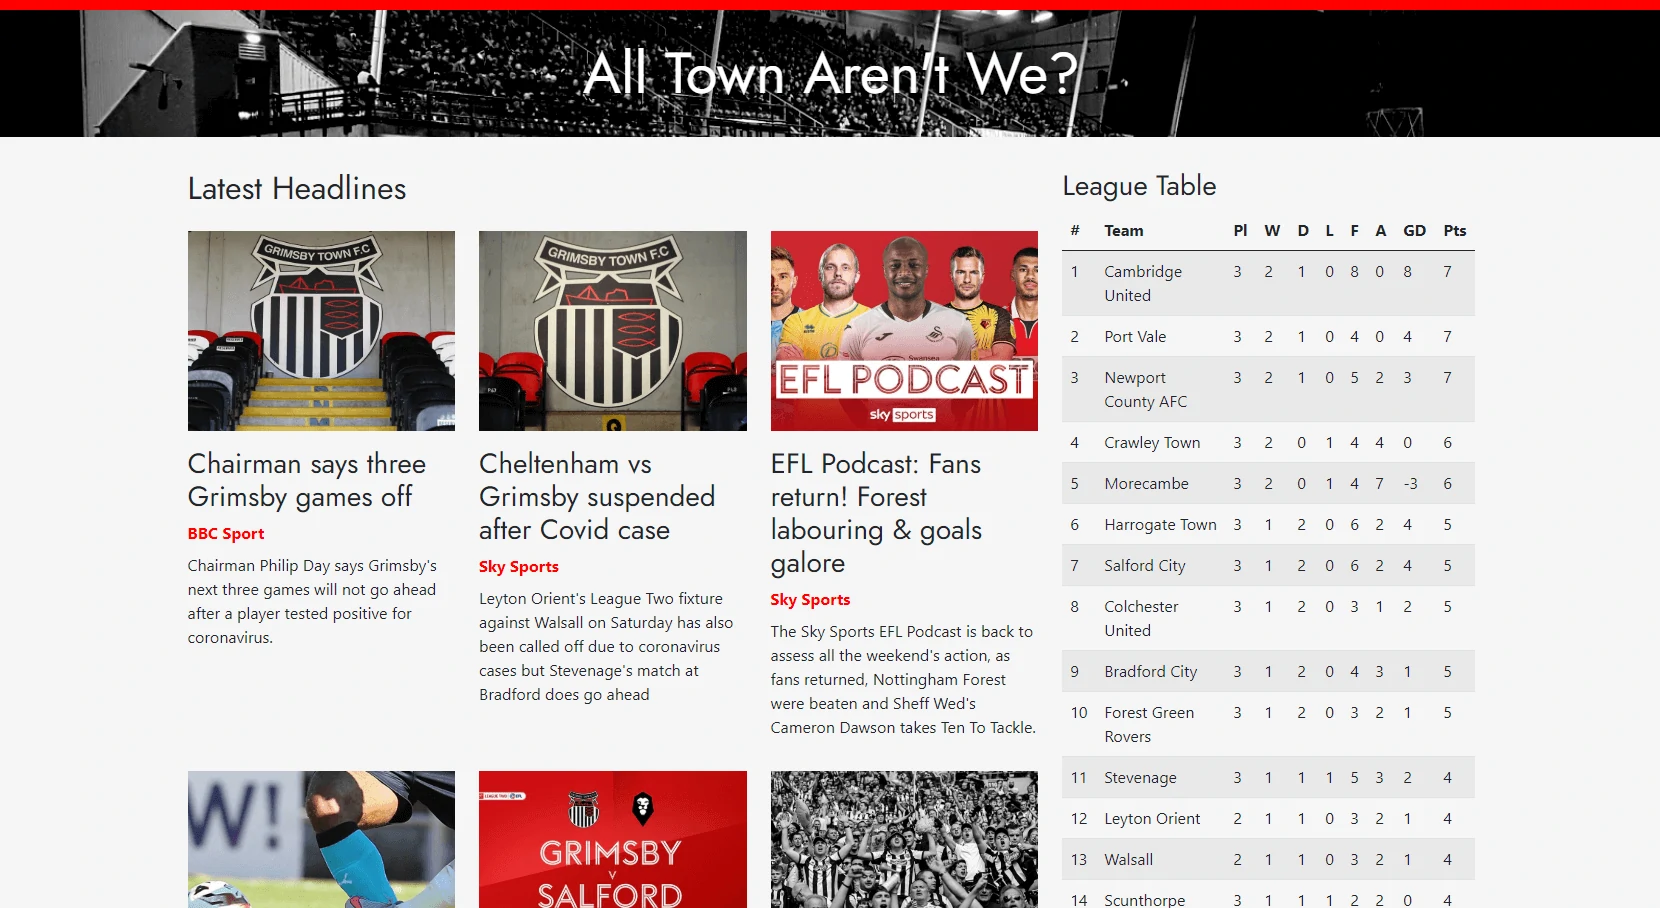 All Town Aren't We?
Latest Headlines
GRIMSBY TOWN F.C
GRIMSBY TOWN F.C
EFL PODCAST
sky sports
Chairman says three
Grimsby games off
BBC Sport
Chairman Philip Day says Grimsby's
next three games will not go ahead
after a player tested positive for
coronavirus.
Cheltenham vs
Grimsby suspended
after Covid case
Sky Sports
Leyton Orient's League Two fixture
against Walsall on Saturday has also
been called off due to coronavirus
cases but Stevenage's match at
Bradford does go ahead
EFL Podcast: Fans
return! Forest
labouring & goals
galore
Sky Sports
The Sky Sports EFL Podcast is back to
assess all the weekend's action, as
fans returned, Nottingham Forest
were beaten and Sheff Wed's
Cameron Dawson takes Ten To Tackle.
W!
GRIMSBY
V
SALFORD
League Table
# Team Pl W D L F A GD Pts
1 Cambridge United 3 2 1 0 8 0 8 7
2 Port Vale 3 2 1 0 4 0 4 7
3 Newport County AFC 3 2 1 0 5 2 3 7
4 Crawley Town 3 2 0 1 4 4 0 6
5 Morecambe 3 2 0 1 4 7 -3 6
6 Harrogate Town 3 1 2 0 6 2 4 5
7 Salford City 3 1 2 0 6 2 4 5
8 Colchester United 3 1 2 0 3 1 2 5
9 Bradford City 3 1 2 0 4 3 1 5
10 Forest Green Rovers 3 1 2 0 3 2 1 5
11 Stevenage 3 1 1 1 5 3 2 4
12 Leyton Orient 2 1 1 0 3 2 1 4
13 Walsall 2 1 1 0 3 2 1 4
14 Scunthorpe 3 1 1 1 2 2 0 4